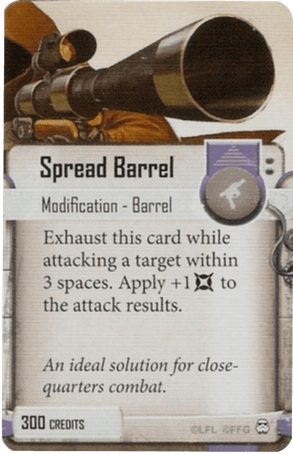 Spread Barrel
Modification - Barrel
Exhaust this card while
attacking a target within
3 spaces. Apply +1 to
the attack results.
An ideal solution for close-
quarters combat.
300 CREDITS
©LFL ©FFG